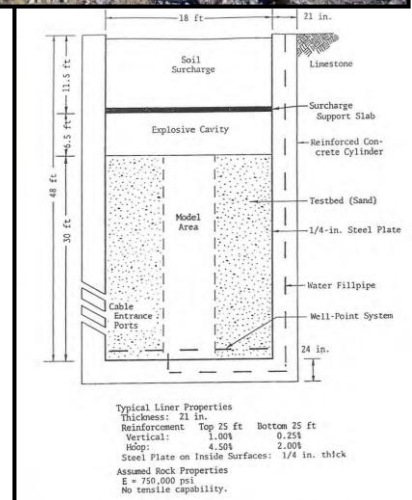 18 ft
21 in.
Soil
Surcharge
Limestone
11.5 ft
Surcharge
Support Slab
Explosive Cavity
6.5 ft
Reinforced Con-
crete Cylinder
48 ft
30 ft
Testbed (Sand)
Model
Area
1/4-in. Steel Plate
Water Fillpipe
Cable
Entrance
Ports
Well-Point System
24 in.
Typical Liner Properties
Thickness: 21 in.
Reinforcement Top 25 ft Bottom 25 ft
Vertical: 1.00% 0.25%
Hoop: 4.50% 2.00%
Steel Plate on Inside Surfaces: 1/4 in. thick
Assumed Rock Properties
E = 750,000 psi
No tensile capability.